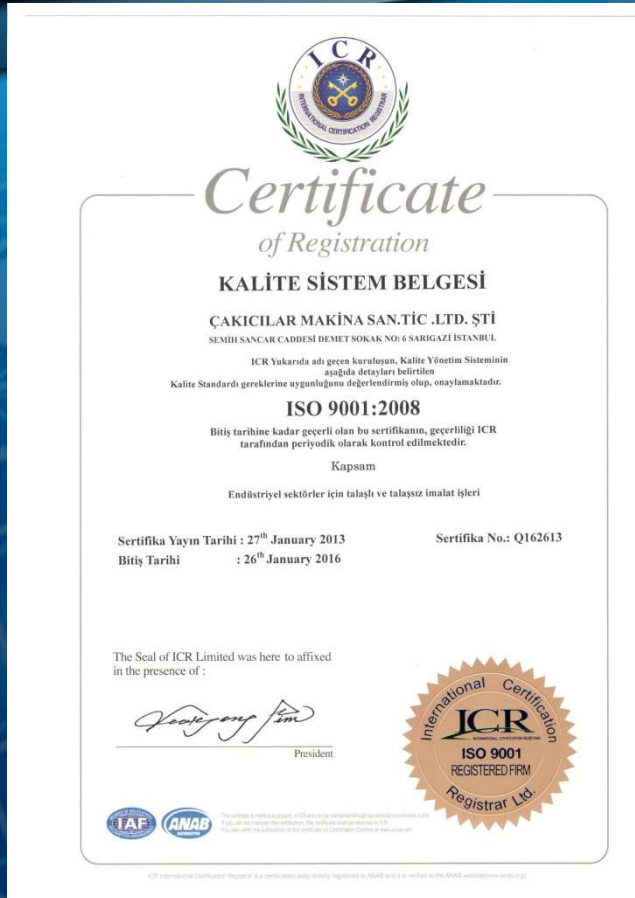 ICR
INTERNATIONAL CERTIFICATION REGISTRAR
Certificate
of Registration
KALİTE SİSTEM BELGESİ
ÇAKICILAR MAKİNA SAN.TİC .LTD. ŞTİ
SEMİH SANCAR CADDESİ DEMET SOKAK NO: 6 SARIGAZİ İSTANBUL
ICR Yukarıda adı geçen kuruluşun, Kalite Yönetim Sisteminin
aşağıda detayları belirtilen
Kalite Standardı gereklerine uygunluğunu değerlendirmiş olup, onaylamaktadır.
ISO 9001:2008
Bitiş tarihine kadar geçerli olan bu sertifikanın, geçerliliği ICR
tarafından periyodik olarak kontrol edilmektedir.
Kapsam
Endüstriyel sektörler için talaşlı ve talaşsız imalat işleri
Sertifika Yayın Tarihi : 27th January 2013 Sertifika No.: Q162613
Bitiş Tarihi : 26th January 2016
The Seal of ICR Limited was here to affixed
in the presence of :
President
International Certification
ICR
ISO 9001
REGISTERED FIRM
Registrar Ltd.
IAF
ANAB